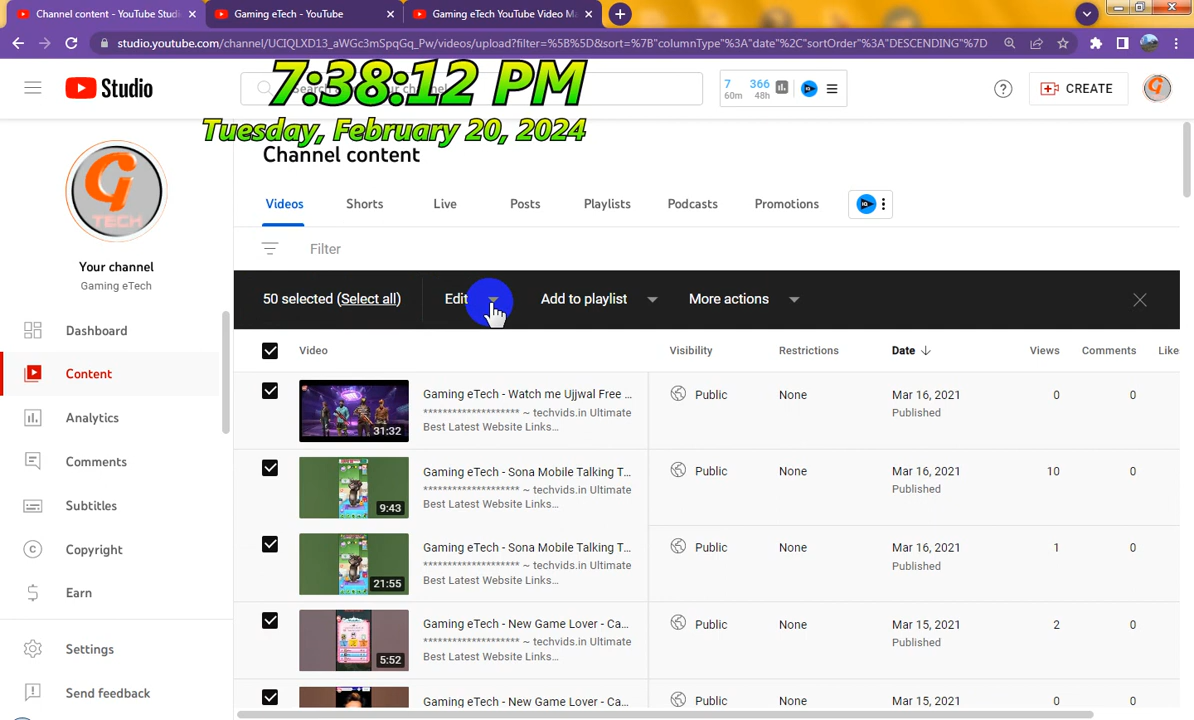 Channel content - YouTube Studi
Gaming eTech - YouTube
Gaming eTech YouTube Video Ma
studio.youtube.com/channel/UCIQLXD13_aWGc3mSpqGq_Pw/videos/upload?filter=%5B%5D&sort=%7B"columnType"%3A"date"%2C"sortOrder"%3A"DESCENDING"%7D
Studio
7:38:12 PM
Tuesday, February 20, 2024
7
60m
366
48h
CREATE
G
TECH
Your channel
Gaming eTech
Dashboard
Content
Analytics
Comments
Subtitles
Copyright
Earn
Settings
Send feedback
Channel content
Videos Shorts Live Posts Playlists Podcasts Promotions
Filter
50 selected (Select all) Edit Add to playlist More actions
Video Visibility Restrictions Date Views Comments Like
31:32
Gaming eTech - Watch me Ujjwal Free ...
******************* ~ techvids.in Ultimate
Best Latest Website Links...
Public None Mar 16, 2021 0 0
Published
9:43
Gaming eTech - Sona Mobile Talking T...
******************* ~ techvids.in Ultimate
Best Latest Website Links...
Public None Mar 16, 2021 10 0
Published
21:55
Gaming eTech - Sona Mobile Talking T...
******************* ~ techvids.in Ultimate
Best Latest Website Links...
Public None Mar 16, 2021 1 0
Published
5:52
Gaming eTech - New Game Lover - Ca...
******************* ~ techvids.in Ultimate
Best Latest Website Links...
Public None Mar 15, 2021 2 0
Published
Gaming eTech - New Game Lover - Ca...
Public None Mar 15, 2021 0 0